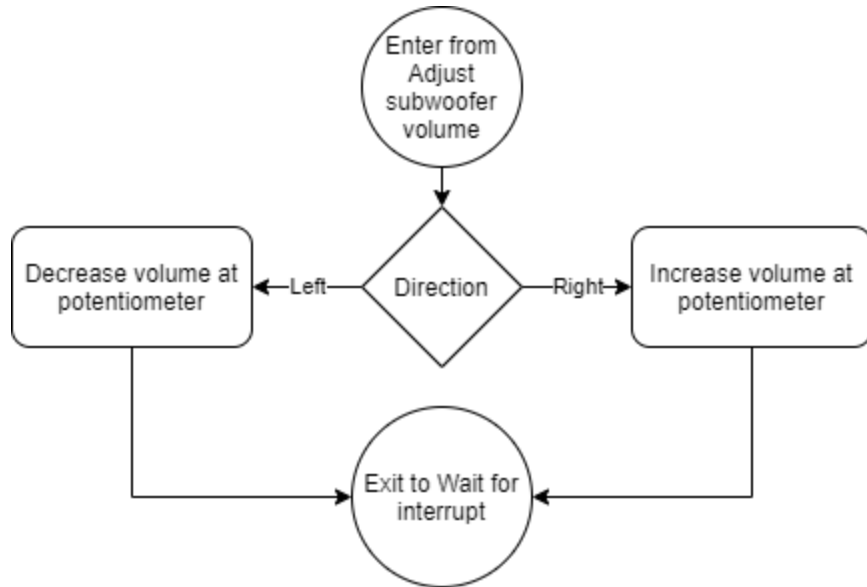 Enter from
Adjust
subwoofer
volume
Decrease volume at
potentiometer
Left
Direction
Right
Increase volume at
potentiometer
Exit to Wait for
interrupt